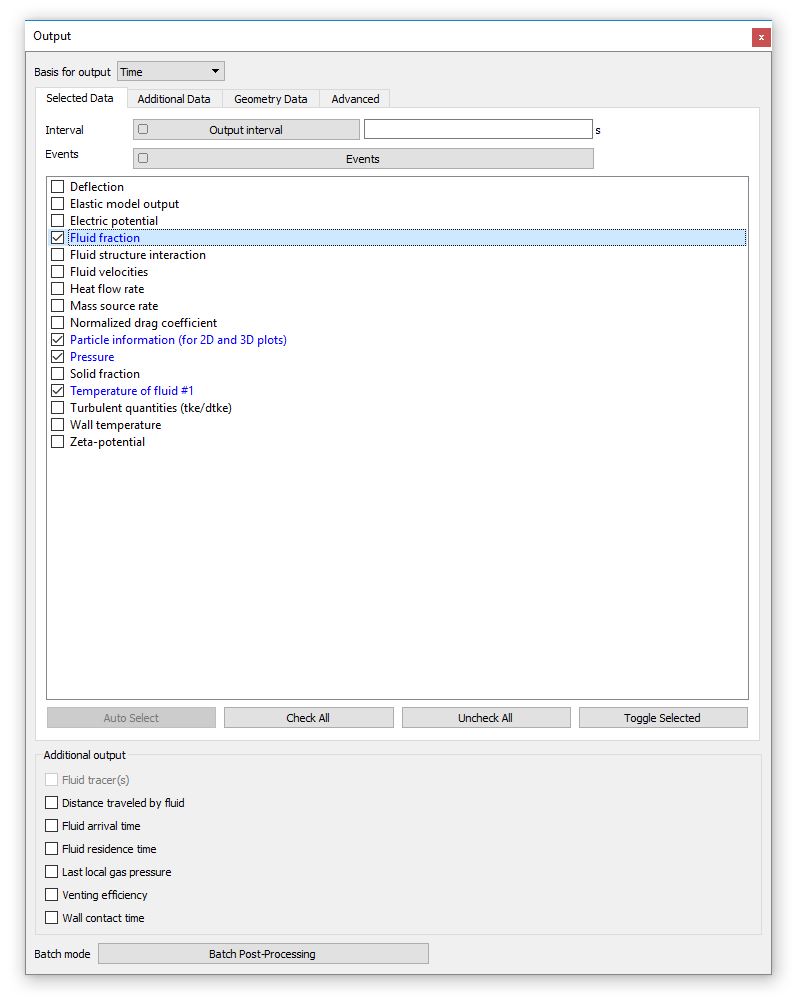 Output
x
Basis for output Time
Selected Data Additional Data Geometry Data Advanced
Interval Output interval s
Events Events
Deflection
Elastic model output
Electric potential
Fluid fraction
Fluid structure interaction
Fluid velocities
Heat flow rate
Mass source rate
Normalized drag coefficient
Particle information (for 2D and 3D plots)
Pressure
Solid fraction
Temperature of fluid #1
Turbulent quantities (tke/dtke)
Wall temperature
Zeta-potential
Auto Select Check All Uncheck All Toggle Selected
Additional output
Fluid tracer(s)
Distance traveled by fluid
Fluid arrival time
Fluid residence time
Last local gas pressure
Venting efficiency
Wall contact time
Batch mode Batch Post-Processing